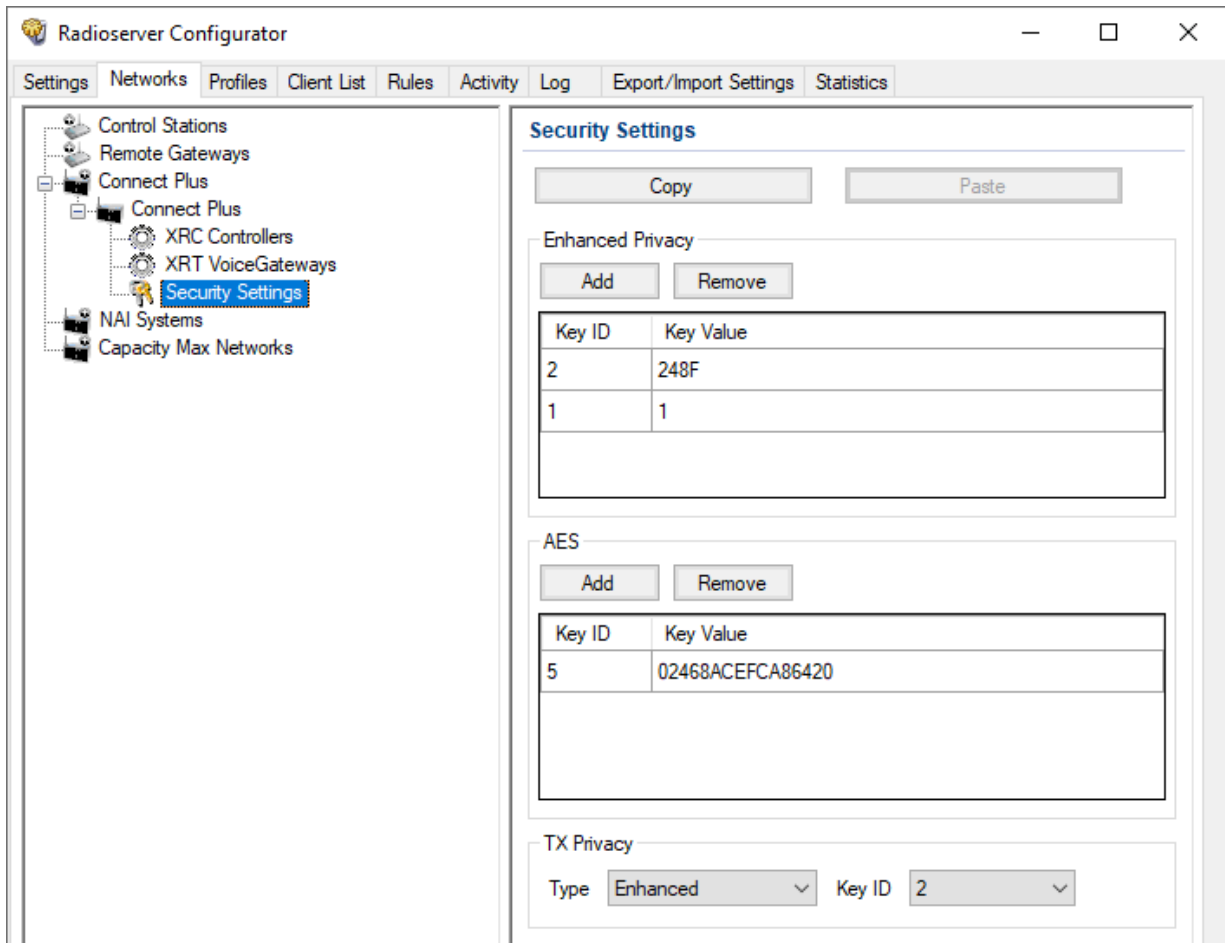 Radioserver Configurator
Settings Networks Profiles Client List Rules Activity Log Export/Import Settings Statistics
Control Stations
Remote Gateways
Connect Plus
Connect Plus
XRC Controllers
XRT VoiceGateways
Security Settings
NAI Systems
Capacity Max Networks
Security Settings
Copy Paste
Enhanced Privacy
Add Remove
Key ID Key Value
2 248F
1 1
AES
Add Remove
Key ID Key Value
5 02468ACEFCA86420
TX Privacy
Type Enhanced Key ID 2